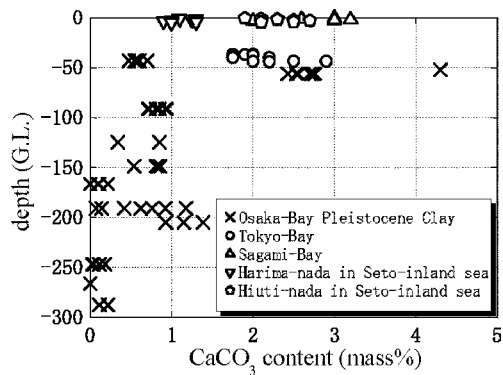 depth (G.L.)
0
-50
-100
-150
-200
-250
-300
Osaka-Bay Pleistocene Clay
Tokyo-Bay
Sagami-Bay
Harima-nada in Seto-inland sea
Hiuti-nada in Seto-inland sea
0 1 2 3 4 5
CaCO₃ content (mass%)